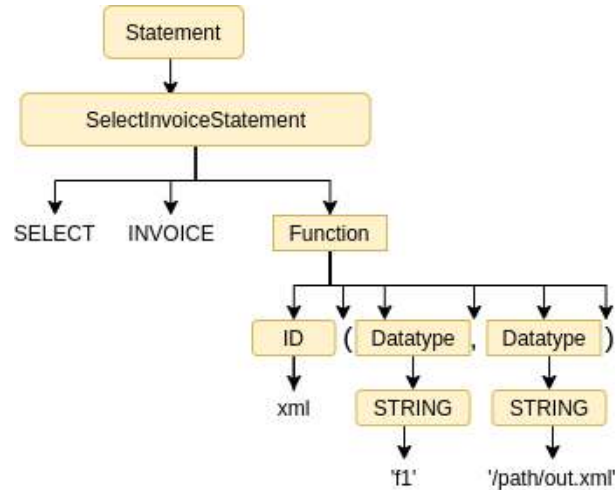 Statement
SelectInvoiceStatement
SELECT INVOICE Function
ID ( Datatype , Datatype )
xml STRING STRING
'f1' '/path/out.xml'